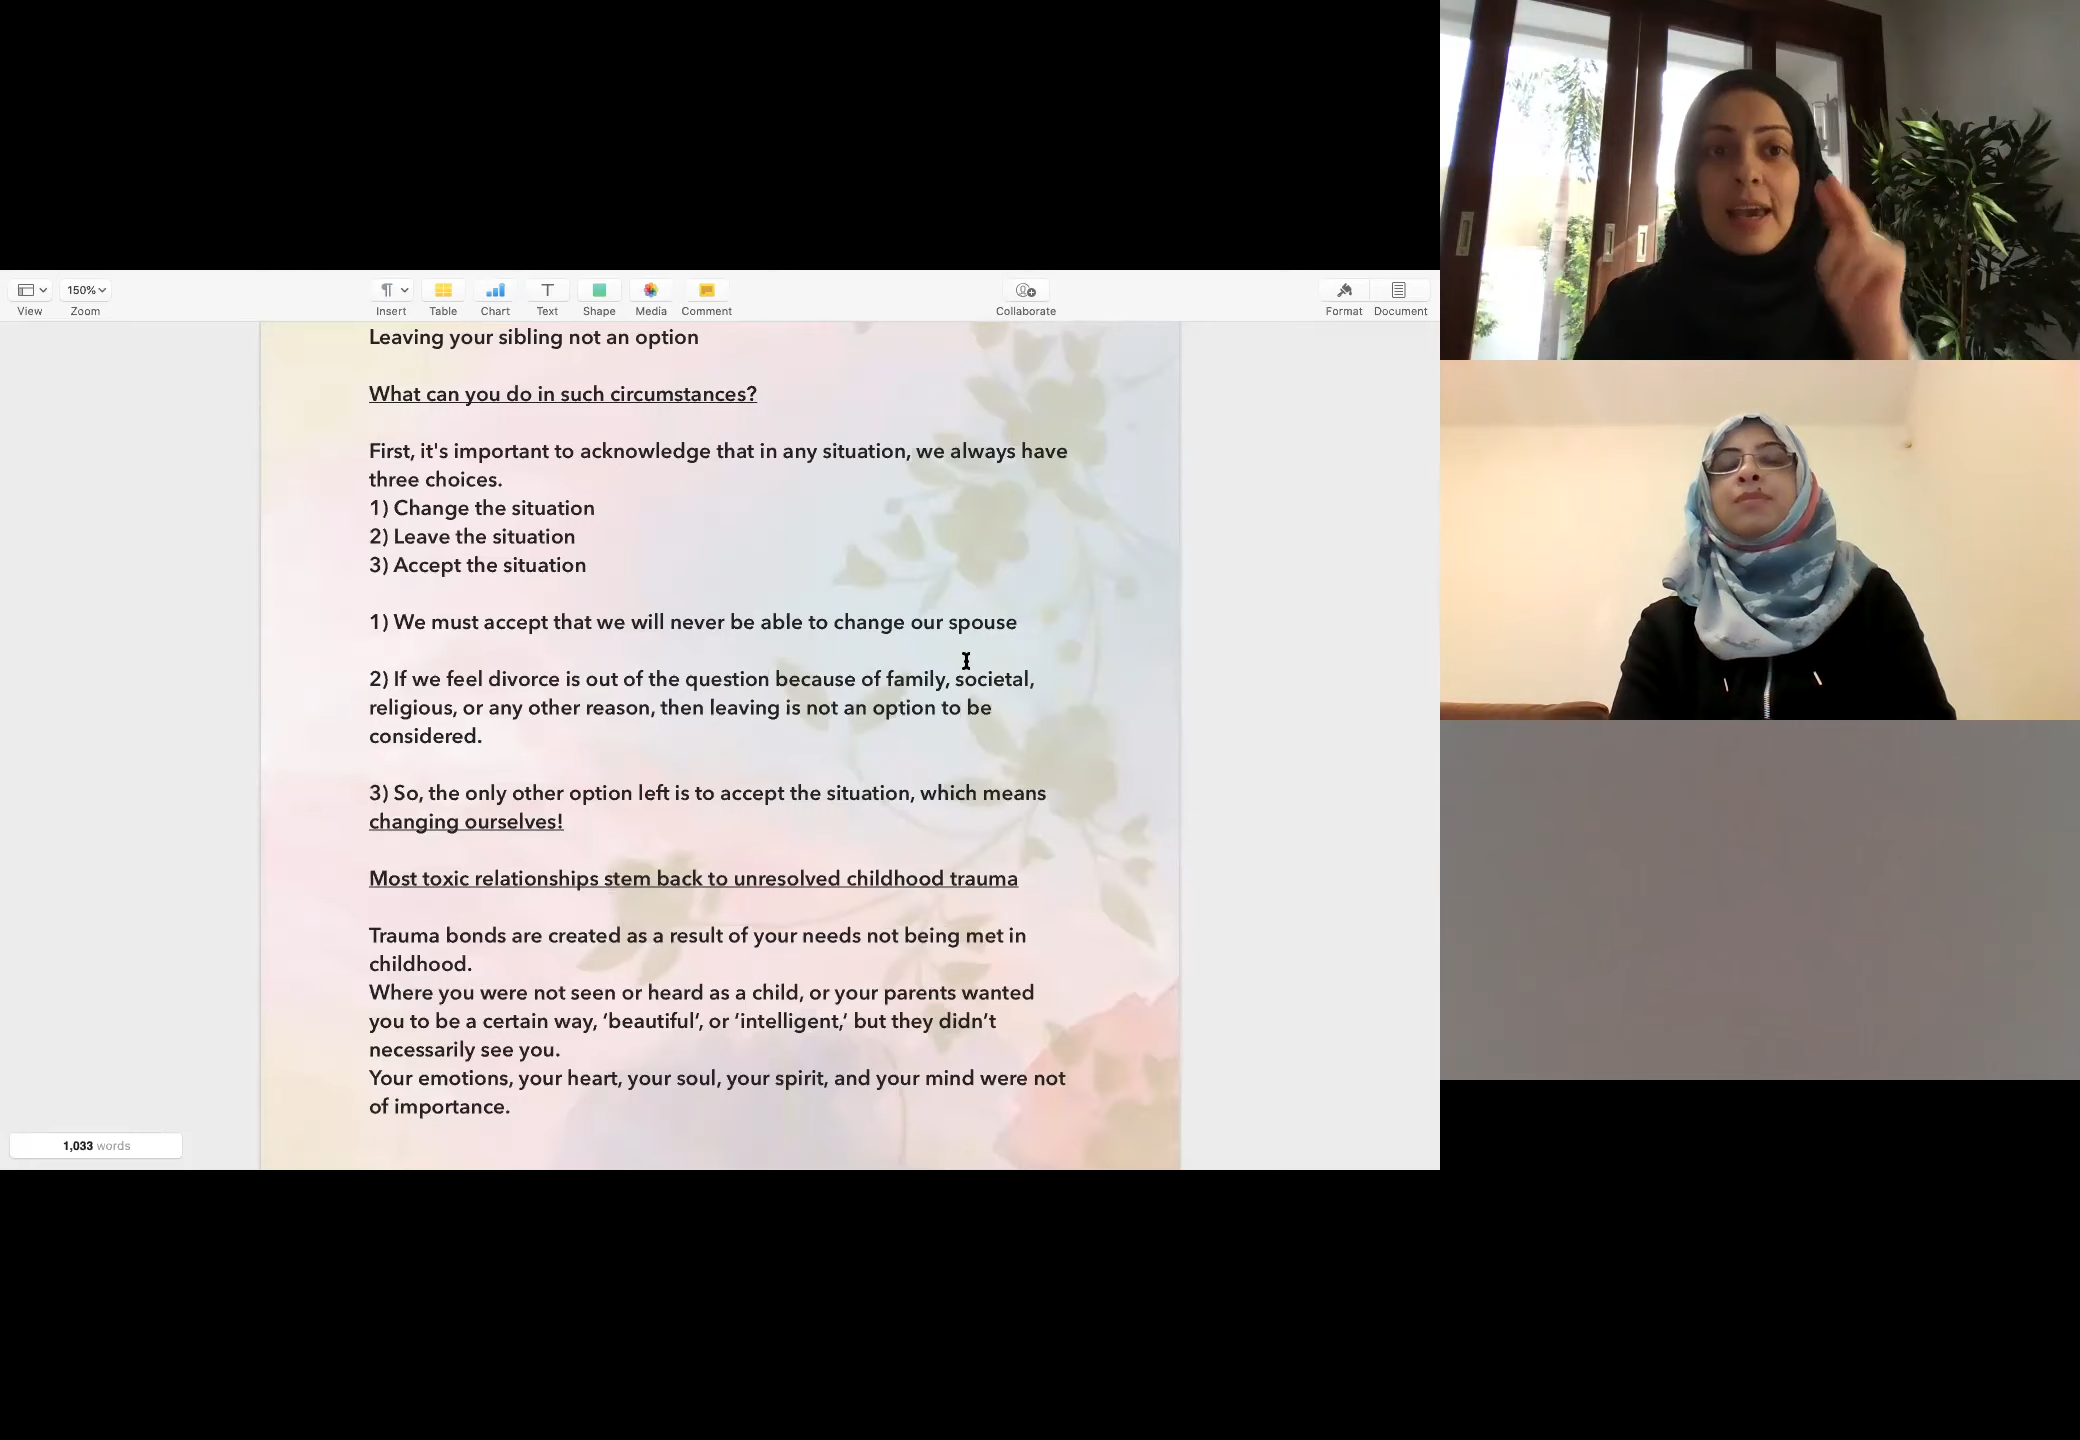 150%
View
Zoom
Insert
Table
Chart
Text
Shape
Media
Comment
Collaborate
Format
Document
Leaving your sibling not an option
What can you do in such circumstances?
First, it's important to acknowledge that in any situation, we always have
three choices.
1) Change the situation
2) Leave the situation
3) Accept the situation
1) We must accept that we will never be able to change our spouse
2) If we feel divorce is out of the question because of family, societal,
religious, or any other reason, then leaving is not an option to be
considered.
3) So, the only other option left is to accept the situation, which means
changing ourselves!
Most toxic relationships stem back to unresolved childhood trauma
Trauma bonds are created as a result of your needs not being met in
childhood.
Where you were not seen or heard as a child, or your parents wanted
you to be a certain way, ‘beautiful’, or ‘intelligent,’ but they didn’t
necessarily see you.
Your emotions, your heart, your soul, your spirit, and your mind were not
of importance.
1,033 words